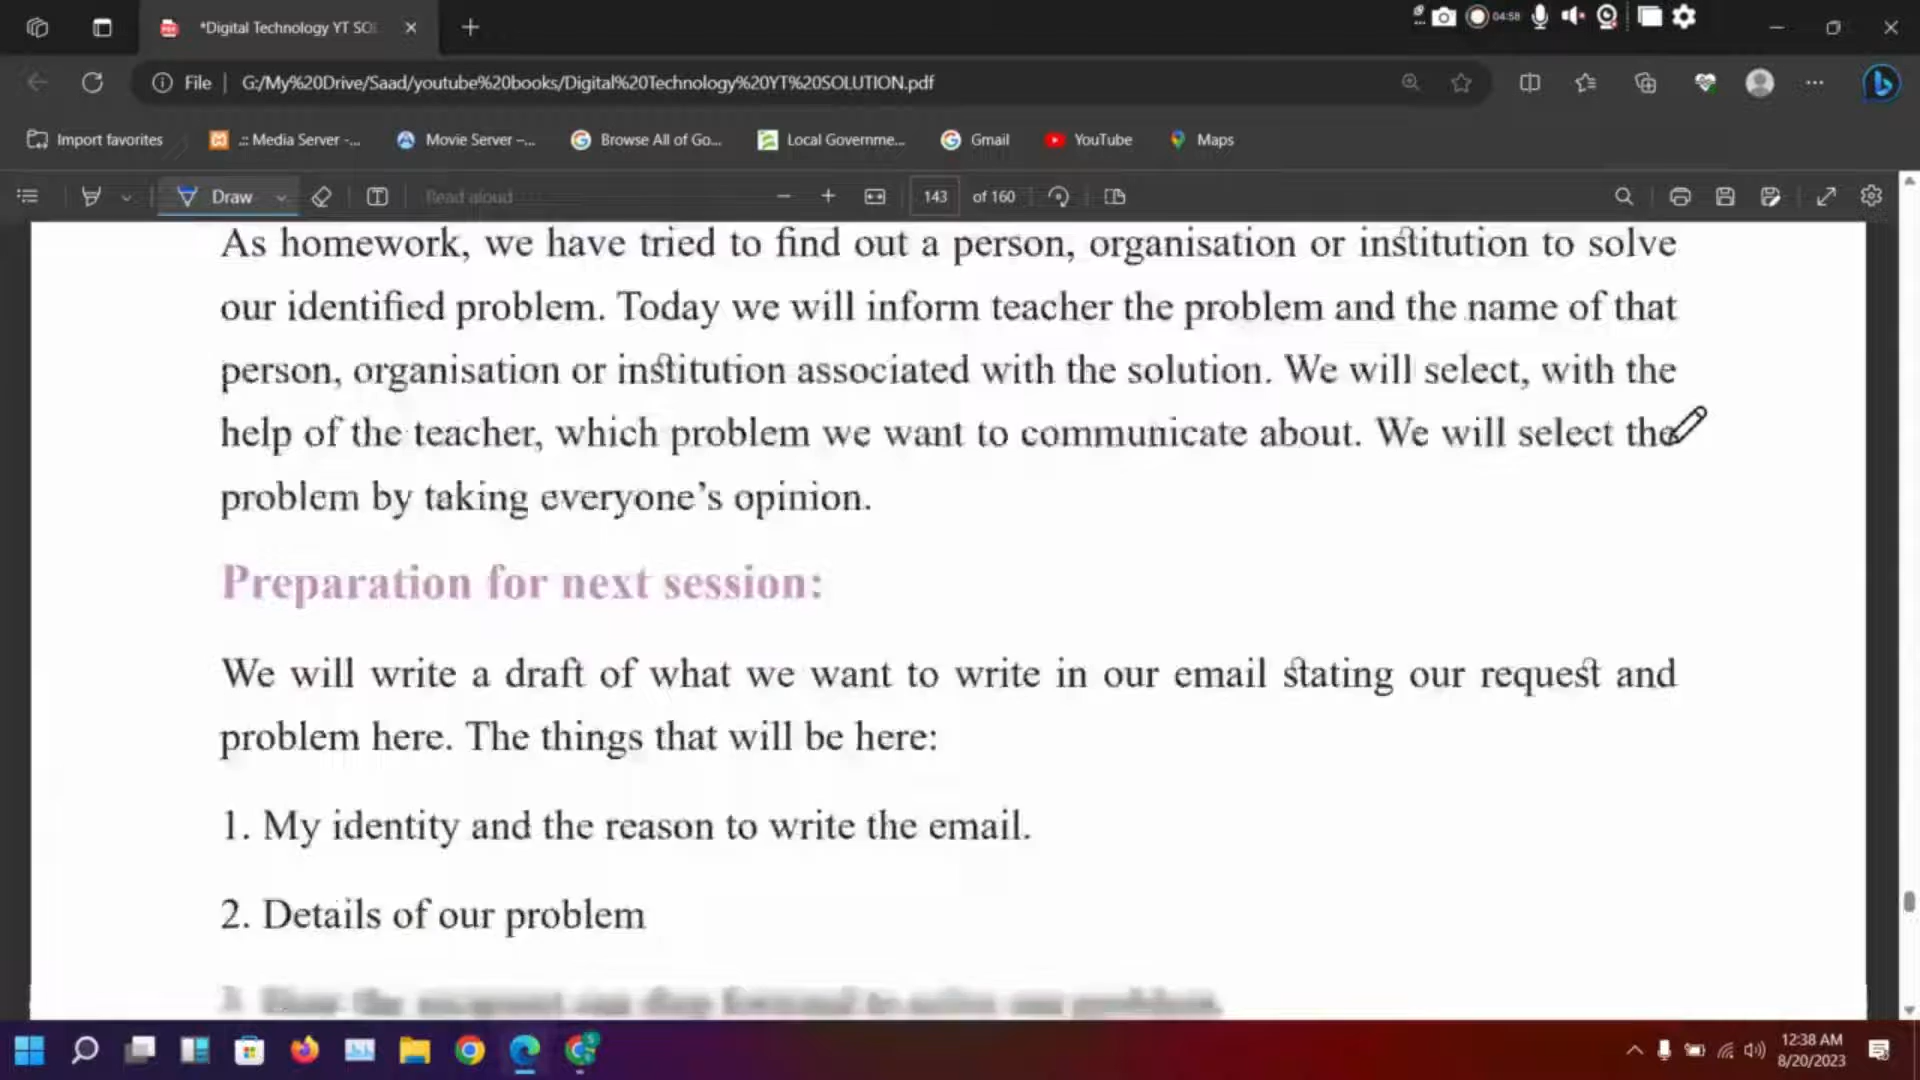 *Digital Technology YT SO
04:58
File G:/My%20Drive/Saad/youtube%20books/Digital%20Technology%20YT%20SOLUTION.pdf
Import favorites .:: Media Server -... Movie Server –... Browse All of Go... Local Governme... Gmail YouTube Maps
Draw Read aloud 143 of 160
As homework, we have tried to find out a person, organisation or institution to solve
our identified problem. Today we will inform teacher the problem and the name of that
person, organisation or institution associated with the solution. We will select, with the
help of the teacher, which problem we want to communicate about. We will select the
problem by taking everyone’s opinion.
Preparation for next session:
We will write a draft of what we want to write in our email stating our request and
problem here. The things that will be here:
1. My identity and the reason to write the email.
2. Details of our problem
12:38 AM
8/20/2023